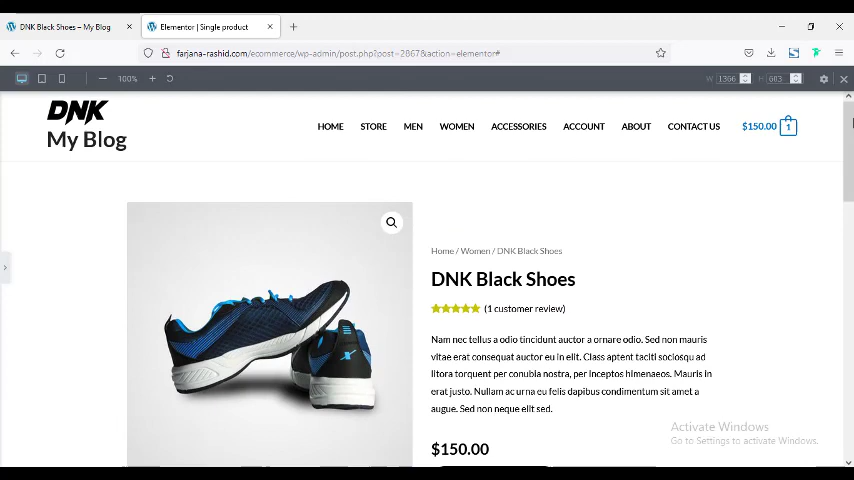 DNK Black Shoes – My Blog
Elementor | Single product
farjana-rashid.com/ecommerce/wp-admin/post.php?post=2867&action=elementor#
100%
W 1366 H 603
DNK
My Blog
HOME STORE MEN WOMEN ACCESSORIES ACCOUNT ABOUT CONTACT US $150.00 1
Home / Women / DNK Black Shoes
DNK Black Shoes
(1 customer review)
Nam nec tellus a odio tincidunt auctor a ornare odio. Sed non mauris
vitae erat consequat auctor eu in elit. Class aptent taciti sociosqu ad
litora torquent per conubia nostra, per inceptos himenaeos. Mauris in
erat justo. Nullam ac urna eu felis dapibus condimentum sit amet a
augue. Sed non neque elit sed.
$150.00
Activate Windows
Go to Settings to activate Windows.